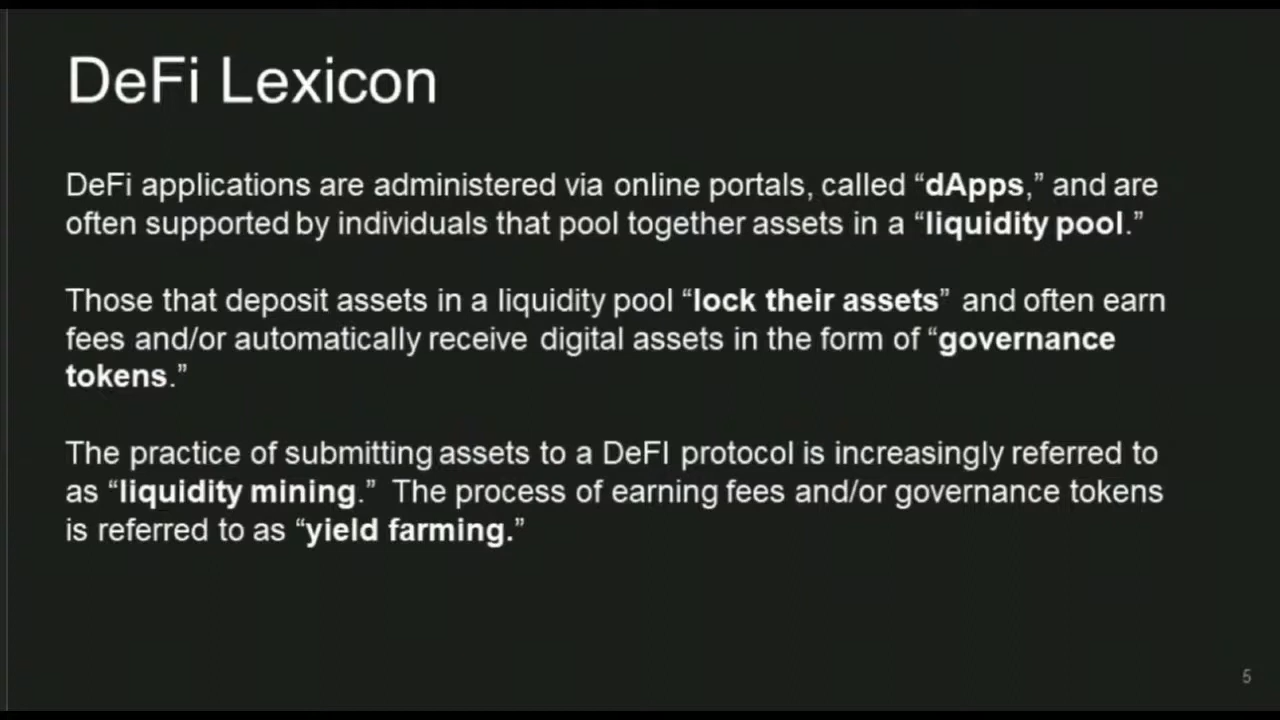 DeFi Lexicon
DeFi applications are administered via online portals, called “dApps,” and are
often supported by individuals that pool together assets in a “liquidity pool.”
Those that deposit assets in a liquidity pool “lock their assets” and often earn
fees and/or automatically receive digital assets in the form of “governance
tokens.”
The practice of submitting assets to a DeFI protocol is increasingly referred to
as “liquidity mining.”  The process of earning fees and/or governance tokens
is referred to as “yield farming.”
5